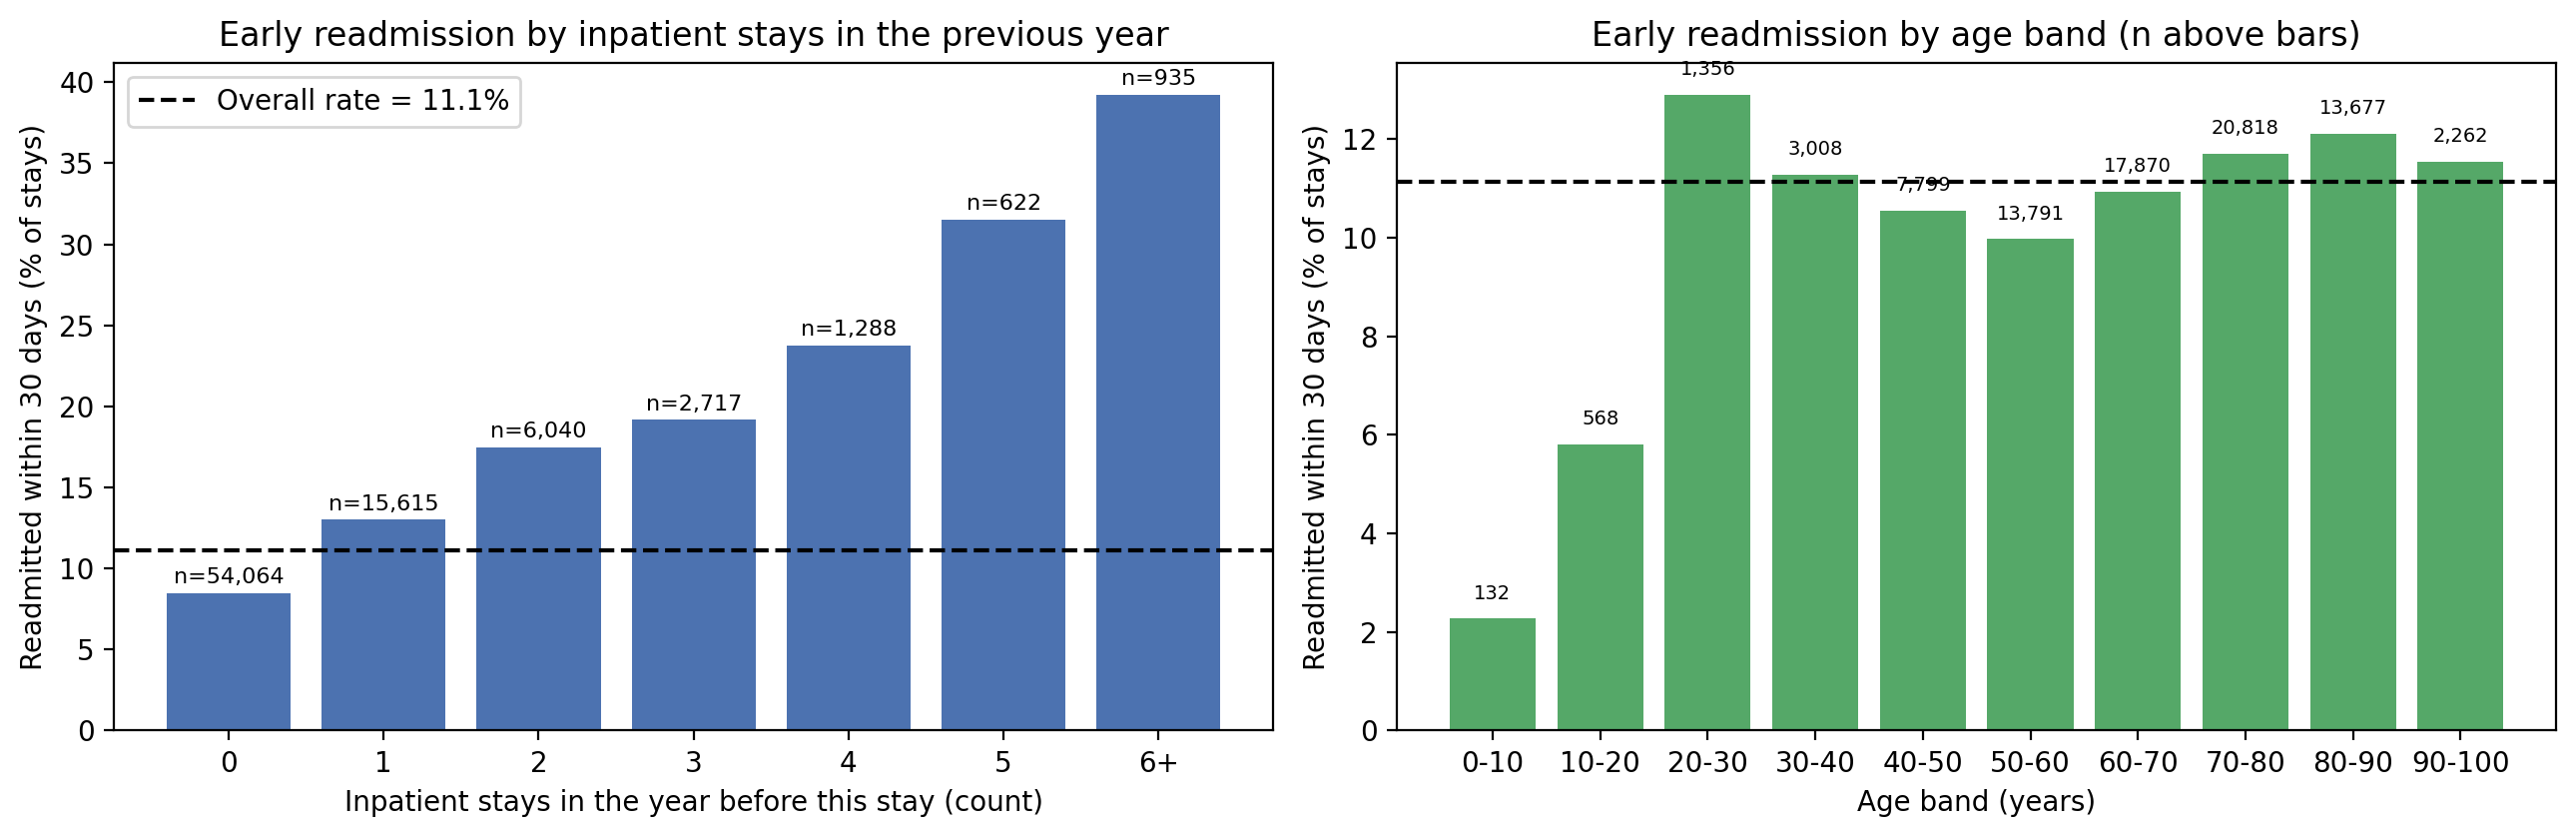 Early readmission by inpatient stays in the previous year
Readmitted within 30 days (% of stays)
40
35
30
25
20
15
10
5
0
Overall rate = 11.1%
n=54,064
n=15,615
n=6,040
n=2,717
n=1,288
n=622
n=935
0 1 2 3 4 5 6+
Inpatient stays in the year before this stay (count)
Early readmission by age band (n above bars)
Readmitted within 30 days (% of stays)
12
10
8
6
4
2
0
132
568
1,356
3,008
7,799
13,791
17,870
20,818
13,677
2,262
0-10 10-20 20-30 30-40 40-50 50-60 60-70 70-80 80-90 90-100
Age band (years)